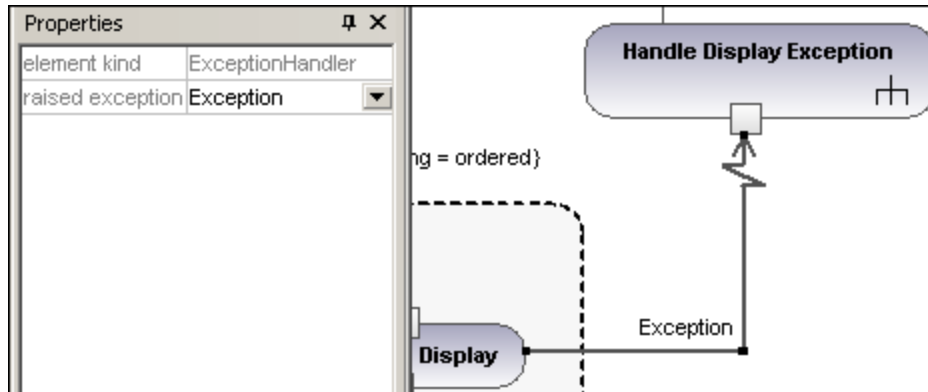 Properties
element kind ExceptionHandler
raised exception Exception
Handle Display Exception
ng = ordered}
Exception
Display